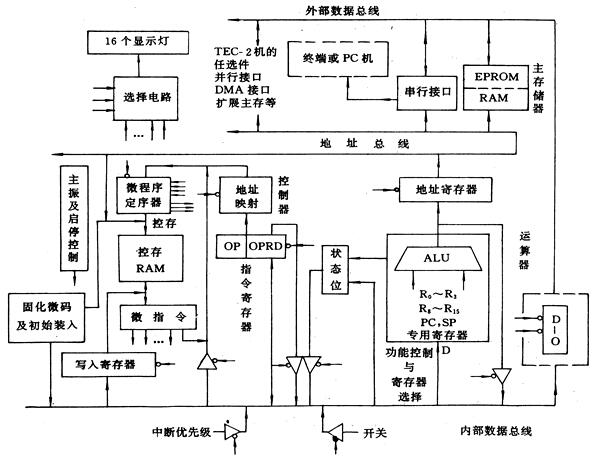 外部数据总线
16个显示灯
选择电路
TEC-2机的
任选件
并行接口
DMA接口
扩展主存等
终端或PC机
串行接口
EPROM
RAM
主存储器
地址总线
主振及启停控制
微程序
定序器
控存
地址
映射
控制器
地址寄存器
控存
RAM
OP OPRD
指令寄存器
状态位
ALU
R₀~R₃
R₈~R₁₅
PC,SP
专用寄存器
运算器
D-O
固化微码
及初始装入
微指令
写入寄存器
功能控制
与
寄存器
选择
D
中断优先级
开关
内部数据总线